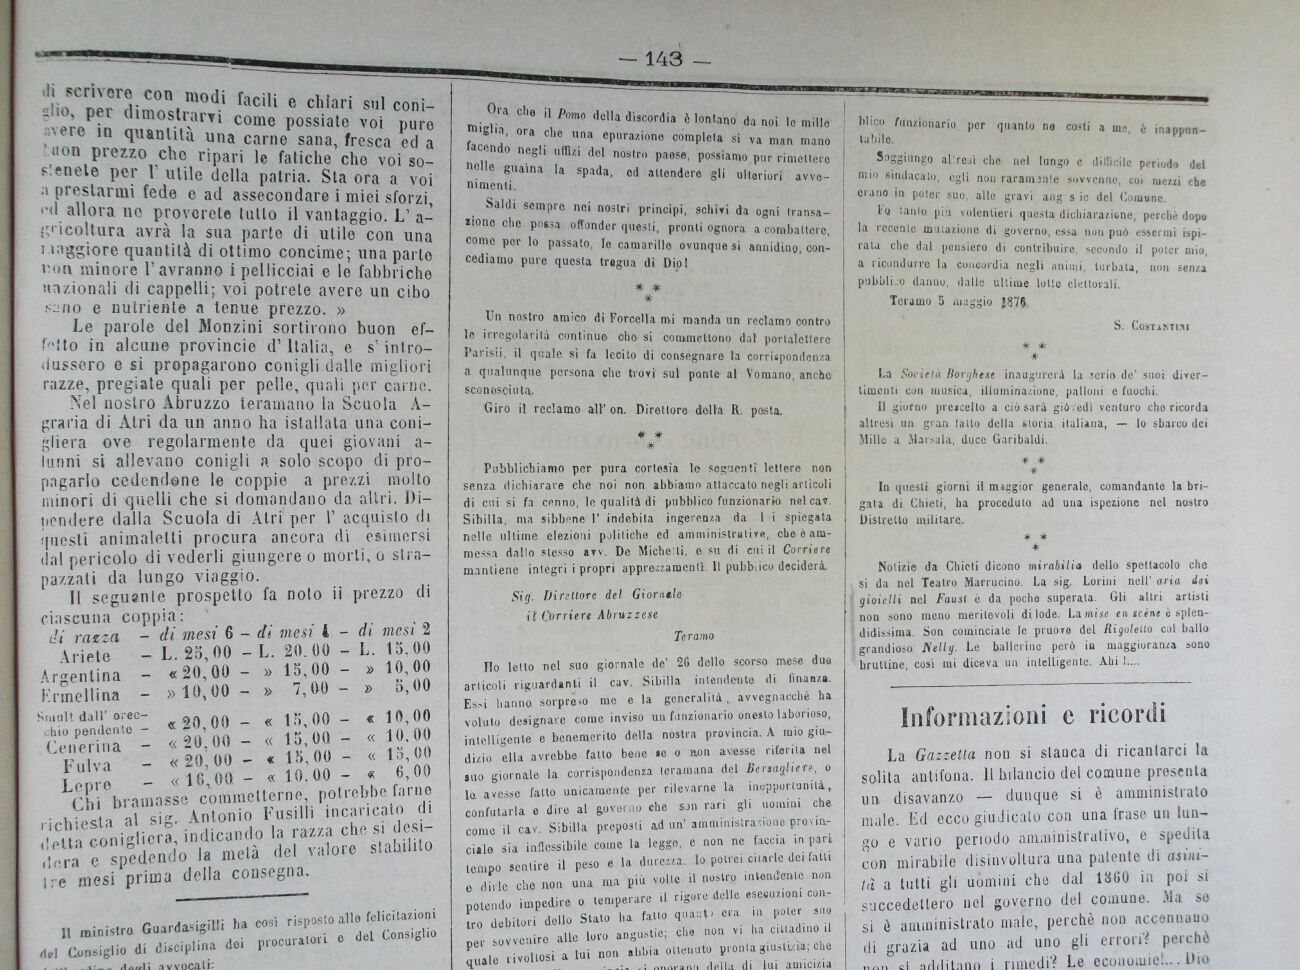 — 143 —
di scrivere con modi facili e chiari sul coni-
glio, per dimostrarvi come possiate voi pure
avere in quantità una carne sana, fresca ed a
buon prezzo che ripari le fatiche che voi so-
stenete per l' utile della patria. Sta ora a voi
a prestarmi fede e ad assecondare i miei sforzi,
ed allora ne proverete tutto il vantaggio. L' a-
gricoltura avrà la sua parte di utile con una
maggiore quantità di ottimo concime; una parte
non minore l' avranno i pellicciai e le fabbriche
nazionali di cappelli; voi potrete avere un cibo
sano e nutriente a tenue prezzo. »
Le parole del Monzini sortirono buon ef-
fetto in alcune provincie d' Italia, e s' intro-
dussero e si propagarono conigli dalle migliori
razze, pregiate quali per pelle, quali per carne.
Nel nostro Abruzzo teramano la Scuola A-
graria di Atri da un anno ha istallata una coni-
gliera ove regolarmente da quei giovani a-
lunni si allevano conigli a solo scopo di pro-
pagarlo cedendone le coppie a prezzi molto
minori di quelli che si domandano da altri. Di-
pendere dalla Scuola di Atri per l' acquisto di
questi animaletti procura ancora di esimersi
dal pericolo di vederli giungere o morti, o stra-
pazzati da lungo viaggio.
Il seguente prospetto fa noto il prezzo di
ciascuna coppia:
di razza — di mesi 6 — di mesi 4 — di mesi 2
Ariete — L. 25,00 — L. 20.00 — L. 15.00
Argentina — « 20,00 — » 15,00 — » 10,00
Ermellina — » 10,00 — » 7,00 — » 5,00
Smult dall' orec-
chio pendente — « 20,00 — « 15,00 — « 10,00
Cenerina — « 20,00 — « 15,00 — « 10.00
Fulva — « 20,00 — « 15,00 — « 15,00
Lepre — « 16,00 — « 10.00 — « 6,00
Chi bramasse commetterne, potrebbe farne
richiesta al sig. Antonio Fusilli incaricato di
detta conigliera, indicando la razza che si desi-
dera e spedendo la metà del valore stabilito
tre mesi prima della consegna.
Il ministro Guardasigilli ha così risposto alle felicitazioni
del Consiglio di disciplina dei procuratori e del Consiglio
degli avvocati:
Ora che il Pomo della discordia è lontano da noi le mille
miglia, ora che una epurazione completa si va man mano
facendo negli uffizi del nostro paese, possiamo pur rimettere
nelle guaina la spada, ed attendere gli ulteriori avve-
nimenti.
Saldi sempre nei nostri principi, schivi da ogni transa-
zione che possa offender questi, pronti ognora a combattere,
come per lo passato, le camarille ovunque si annidino, con-
cediamo pure questa tregua di Dio!
* *
*
Un nostro amico di Forcella mi manda un reclamo contro
le irregolarità continue che si commettono dal portalettere
Parisii, il quale si fa lecito di consegnare la corrispondenza
a qualunque persona che trovi sul ponte al Vomano, anche
sconosciuta.
Giro il reclamo all' on. Direttore della R. posta.
* *
*
Pubblichiamo per pura cortesia le seguenti lettere non
senza dichiarare che noi non abbiamo attaccato negli articoli
di cui si fa cenno, le qualità di pubblico funzionario nel cav.
Sibilla, ma sibbene l' indebita ingerenza da l i spiegata
nelle ultime elezioni politiche ed amministrative, che è am-
messa dallo stesso avv. De Michetti. e su di cui il Corriere
mantiene integri i propri apprezzamenti. Il pubblico deciderà.
Sig. Direttore del Giornale
il Corriere Abruzzese
Teramo
Ho letto nel suo giornale de' 26 dello scorso mese due
articoli riguardanti il cav. Sibilla intendente di finanza.
Essi hanno sorpreso me e la generalità, avvegnacchè ha
voluto designare come inviso un funzionario onesto laborioso,
intelligente e benemerito della nostra provincia. A mio giu-
dizio ella avrebbe fatto bene se o non avesse riferita nel
suo giornale la corrispondenza teramana del Bersagliere, o
lo avesse fatto unicamente per rilevarne la inopportunità,
confutarla e dire al governo che son rari gli uomini che
come il cav. Sibilla preposti ad un' amministrazione provin-
ciale sia inflessibile come la legge, e non ne faccia in pari
tempo sentire il peso e la durezza. Io potrei citarle dei fatti
e dirle che non una ma più volte il nostro intendente non
potendo impedire o temperare il rigore delle esecuzioni con-
tro debitori dello Stato ha fatto quanto era in poter suo
per sovvenire alle loro angustie; che non vi ha cittadino il
quale rivoltosi a lui non abbia ottenuto pronta giustizia; che
di lui amicizia
blico funzionario per quanto ne costi a me, è inappun-
tabile.
Soggiungo altresì che nel lungo e difficile periodo del
mio sindacato, egli non raramente sovvenne, coi mezzi che
erano in poter suo, alle gravi ang s ie del Comune.
Fo tanto più volentieri questa dichiarazione, perchè dopo
la recente mutazione di governo, essa non può essermi ispi-
rata che dal pensiero di contribuire, secondo il poter mio,
a ricondurre la concordia negli animi, turbata, non senza
pubblico danno, dalle ultime lotte elettorali.
Teramo 5 maggio 1876.
S. Costantini
* *
*
La Società Borghese inaugurerà la serie de' suoi diver-
timenti con musica, illuminazione, palloni e fuochi.
Il giorno prescelto a ciò sarà giovedì venturo che ricorda
altresì un gran fatto della storia italiana, — lo sbarco dei
Mille a Marsala, duce Garibaldi.
* *
*
In questi giorni il maggior generale, comandante la bri-
gata di Chieti, ha proceduto ad una ispezione nel nostro
Distretto militare.
* *
*
Notizie da Chieti dicono mirabilia dello spettacolo che
si da nel Teatro Marrucino. La sig. Lorini nell' aria dei
gioielli nel Faust è da poche superata. Gli altri artisti
non sono meno meritevoli di lode. La mise en scène è splen-
didissima. Son cominciate le pruove del Rigoletto col ballo
grandioso Nelly. Le ballerine però in maggioranza sono
bruttine, così mi diceva un intelligente. Ahi !....
Informazioni e ricordi
La Gazzetta non si stanca di ricantarci la
solita antifona. Il bilancio del comune presenta
un disavanzo — dunque si è amministrato
male. Ed ecco giudicato con una frase un lun-
go e vario periodo amministrativo, e spedita
con mirabile disinvoltura una patente di asini-
tà a tutti gli uomini che dal 1860 in poi si
succedettero nel governo del comune. Ma se
si è amministrato male, perchè non accennano
di grazia ad uno ad uno gli errori? perchè
non si additano i rimedi? Le economie!... Dio